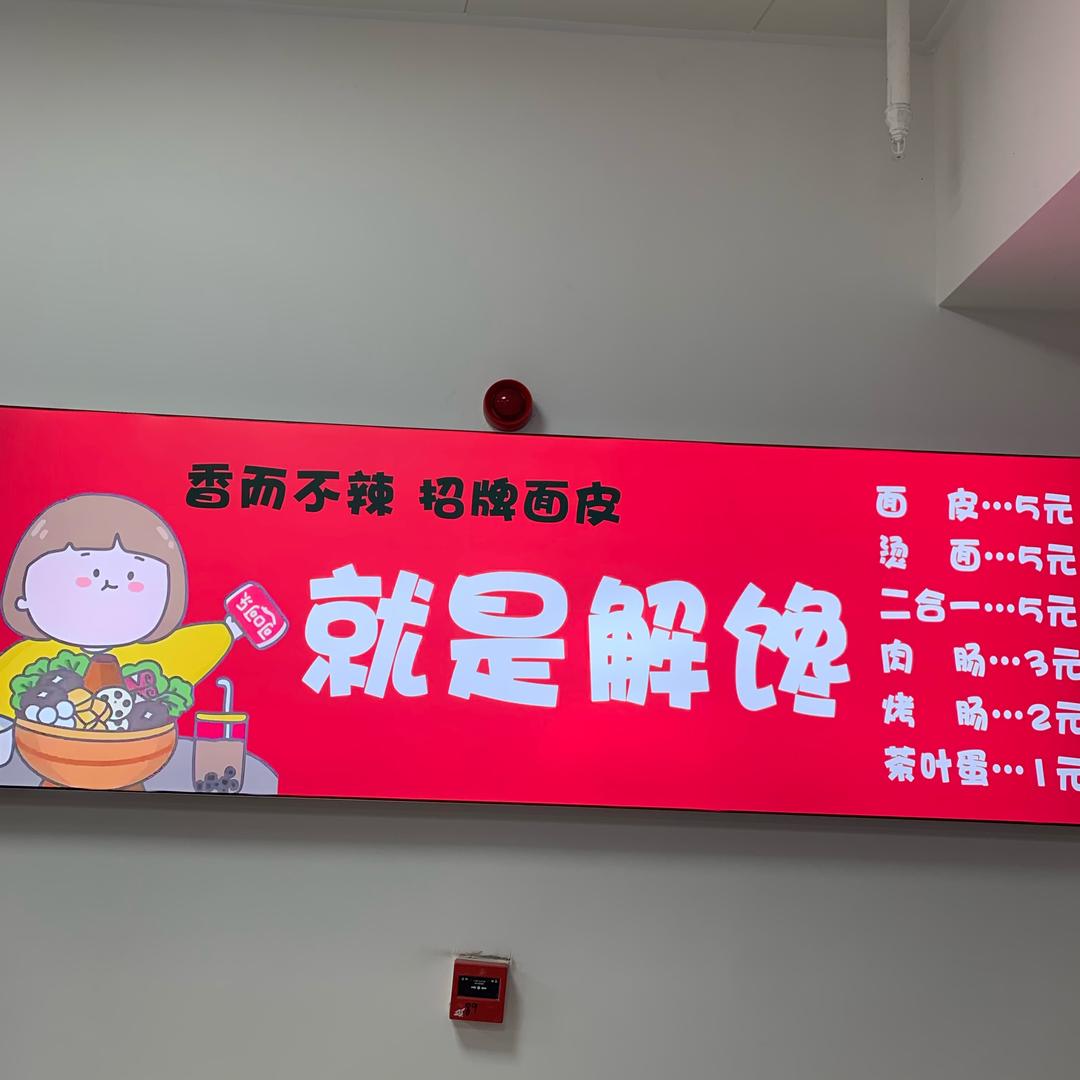 香而不辣 招牌面皮
就是解馋
面 皮…5元
烫 面…5元
二合一…5元
肉 肠…3元
烤 肠…2元
茶叶蛋…1元
89